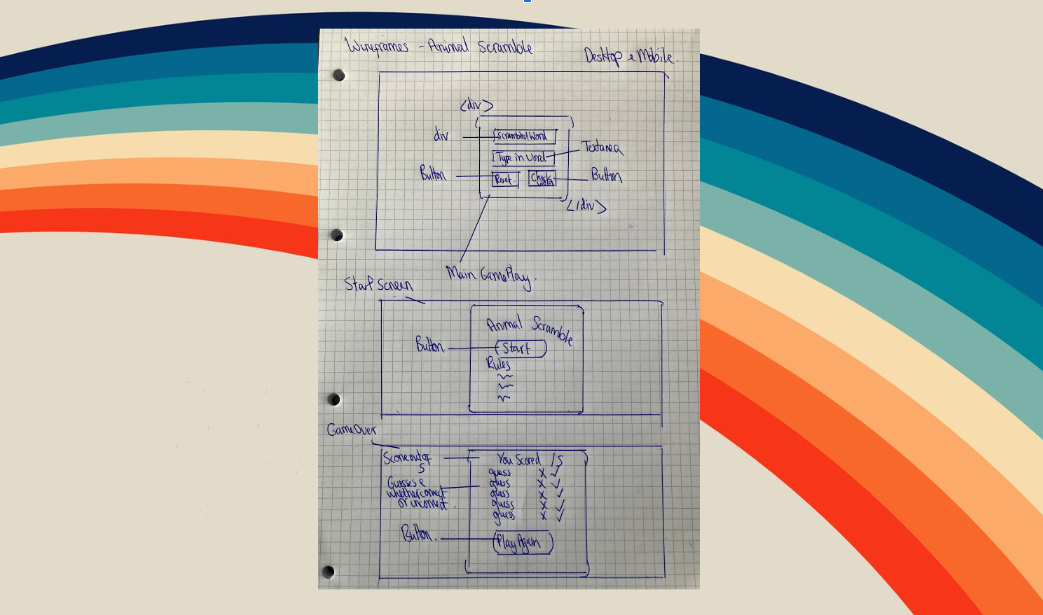 Wireframes - Animal Scramble
Desktop & Mobile.
<div>
div
Scrambled Word
Type in word
Textarea
Button
Reset
Check
Button
</div>
Main GamePlay.
Start Screen
Animal Scramble
Button
Start
Rules
GameOver
Score out of
5
You Scored /5
Guesses &
whether correct
or incorrect.
guess X ✓
guess X ✓
guess X ✓
guess X ✓
guess X ✓
Button.
Play Again